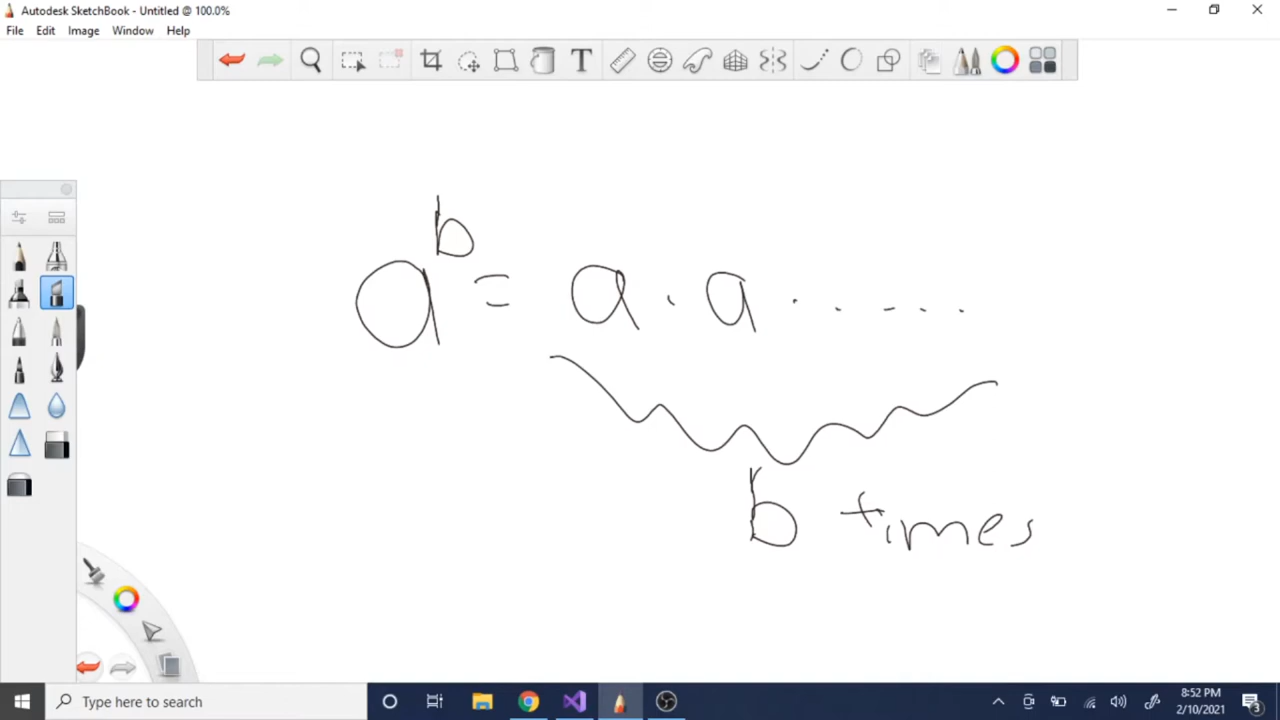 Autodesk SketchBook - Untitled @ 100.0%
File Edit Image Window Help
T
a^b = a · a · . . . . .
b times
Type here to search
8:52 PM
2/10/2021
3